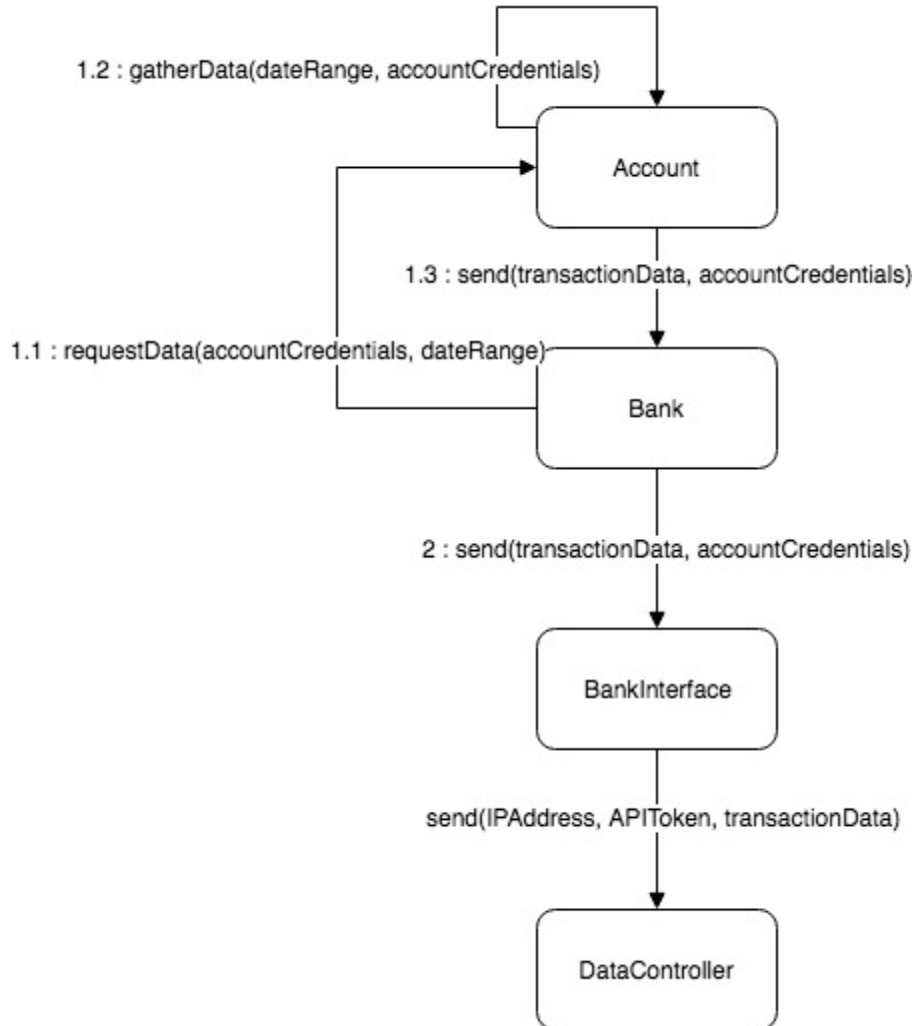 1.2 : gatherData(dateRange, accountCredentials)
Account
1.3 : send(transactionData, accountCredentials)
1.1 : requestData(accountCredentials, dateRange)
Bank
2 : send(transactionData, accountCredentials)
BankInterface
send(IPAddress, APIToken, transactionData)
DataController